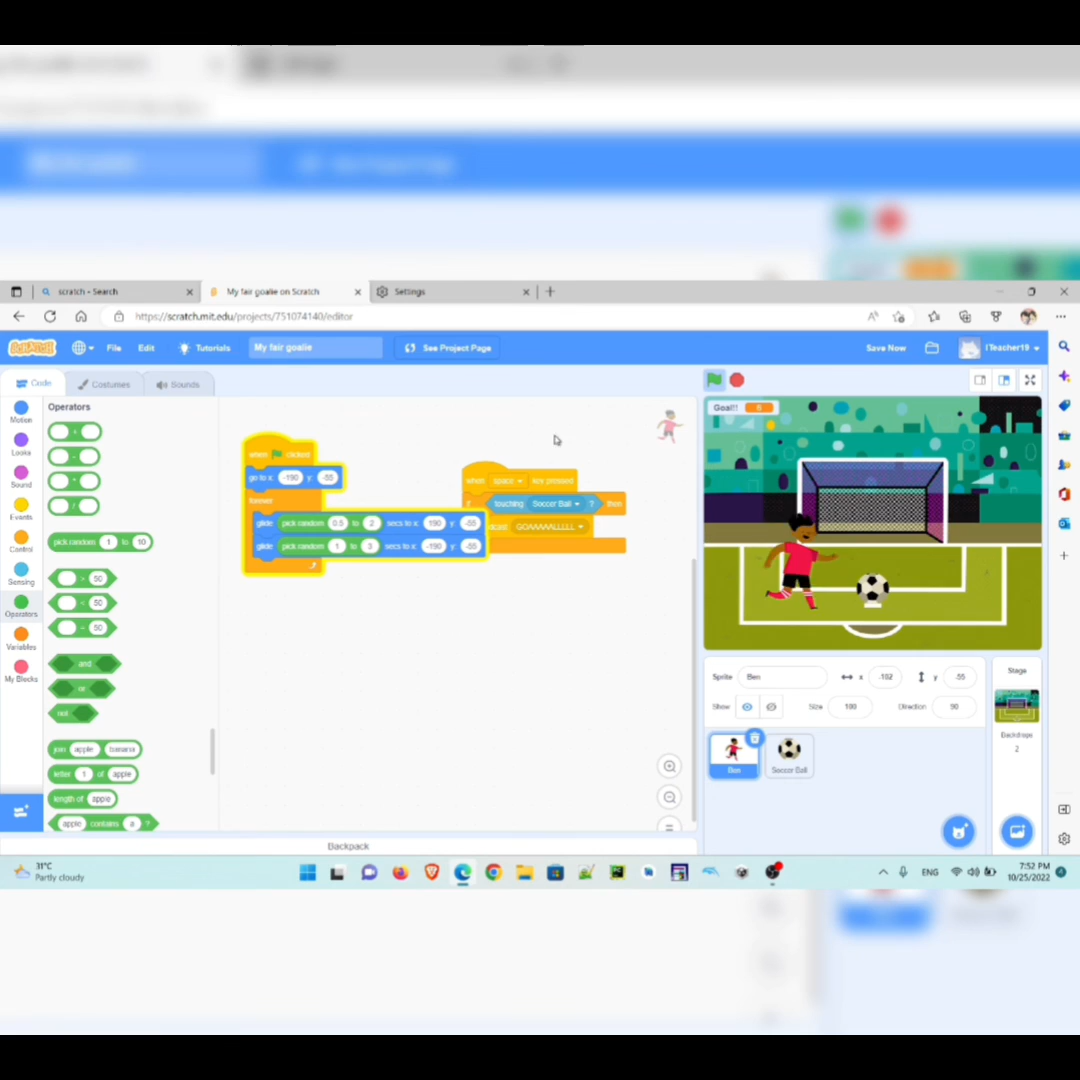 scratch - Search
My fair goalie on Scratch
Settings
https://scratch.mit.edu/projects/751074140/editor
SCRATCH
File
Edit
Tutorials
My fair goalie
See Project Page
Save Now
ITeacher19
Code
Costumes
Sounds
Motion
Looks
Sound
Events
Control
Sensing
Operators
Variables
My Blocks
Operators
+
-
*
/
pick random 1 to 10
> 50
< 50
= 50
and
or
not
join apple banana
letter 1 of apple
length of apple
apple contains a ?
when clicked
go to x: -190 y: -55
forever
glide pick random 0.5 to 2 secs to x: 190 y: -55
glide pick random 1 to 3 secs to x: -190 y: -55
when space key pressed
touching Soccer Ball ? then
GOAAAALLLLL
Goal!!
Sprite Ben x y -55
Show Size 100 Direction 90
Ben
Soccer Ball
Stage
Backdrops
2
Backpack
31°C
Partly cloudy
ENG
7:52 PM
10/25/2022